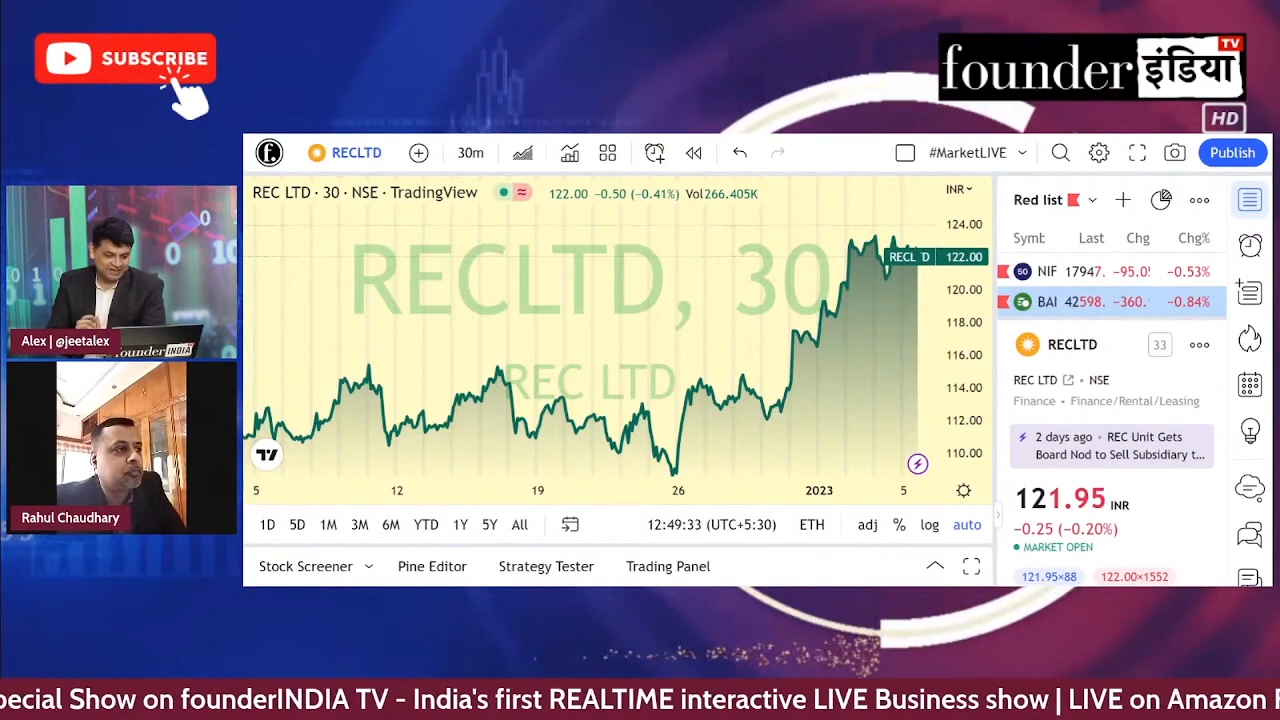 SUBSCRIBE
founder इंडिया TV
HD
RECLTD
30m
#MarketLIVE
Publish
REC LTD · 30 · NSE · TradingView
122.00 −0.50 (−0.41%) Vol266.405K
INR
RECLTD, 30
REC LTD
124.00
122.00
120.00
118.00
116.00
114.00
112.00
110.00
5 12 19 26 2023 5
1D 5D 1M 3M 6M YTD 1Y 5Y All
12:49:33 (UTC+5:30) ETH adj % log auto
Stock Screener Pine Editor Strategy Tester Trading Panel
Red list
Symb Last Chg Chg%
50 NIF 17947. −95.0 −0.53%
BAI 42598. −360. −0.84%
RECLTD 33
REC LTD • NSE
Finance • Finance/Rental/Leasing
2 days ago • REC Unit Gets
Board Nod to Sell Subsidiary t...
121.95 INR
−0.25 (−0.20%)
MARKET OPEN
121.95×88 122.00×1552
Alex | @jeetalex
founder INDIA
Rahul Chaudhary
pecial Show on founderINDIA TV - India's first REALTIME interactive LIVE Business show | LIVE on Amazon